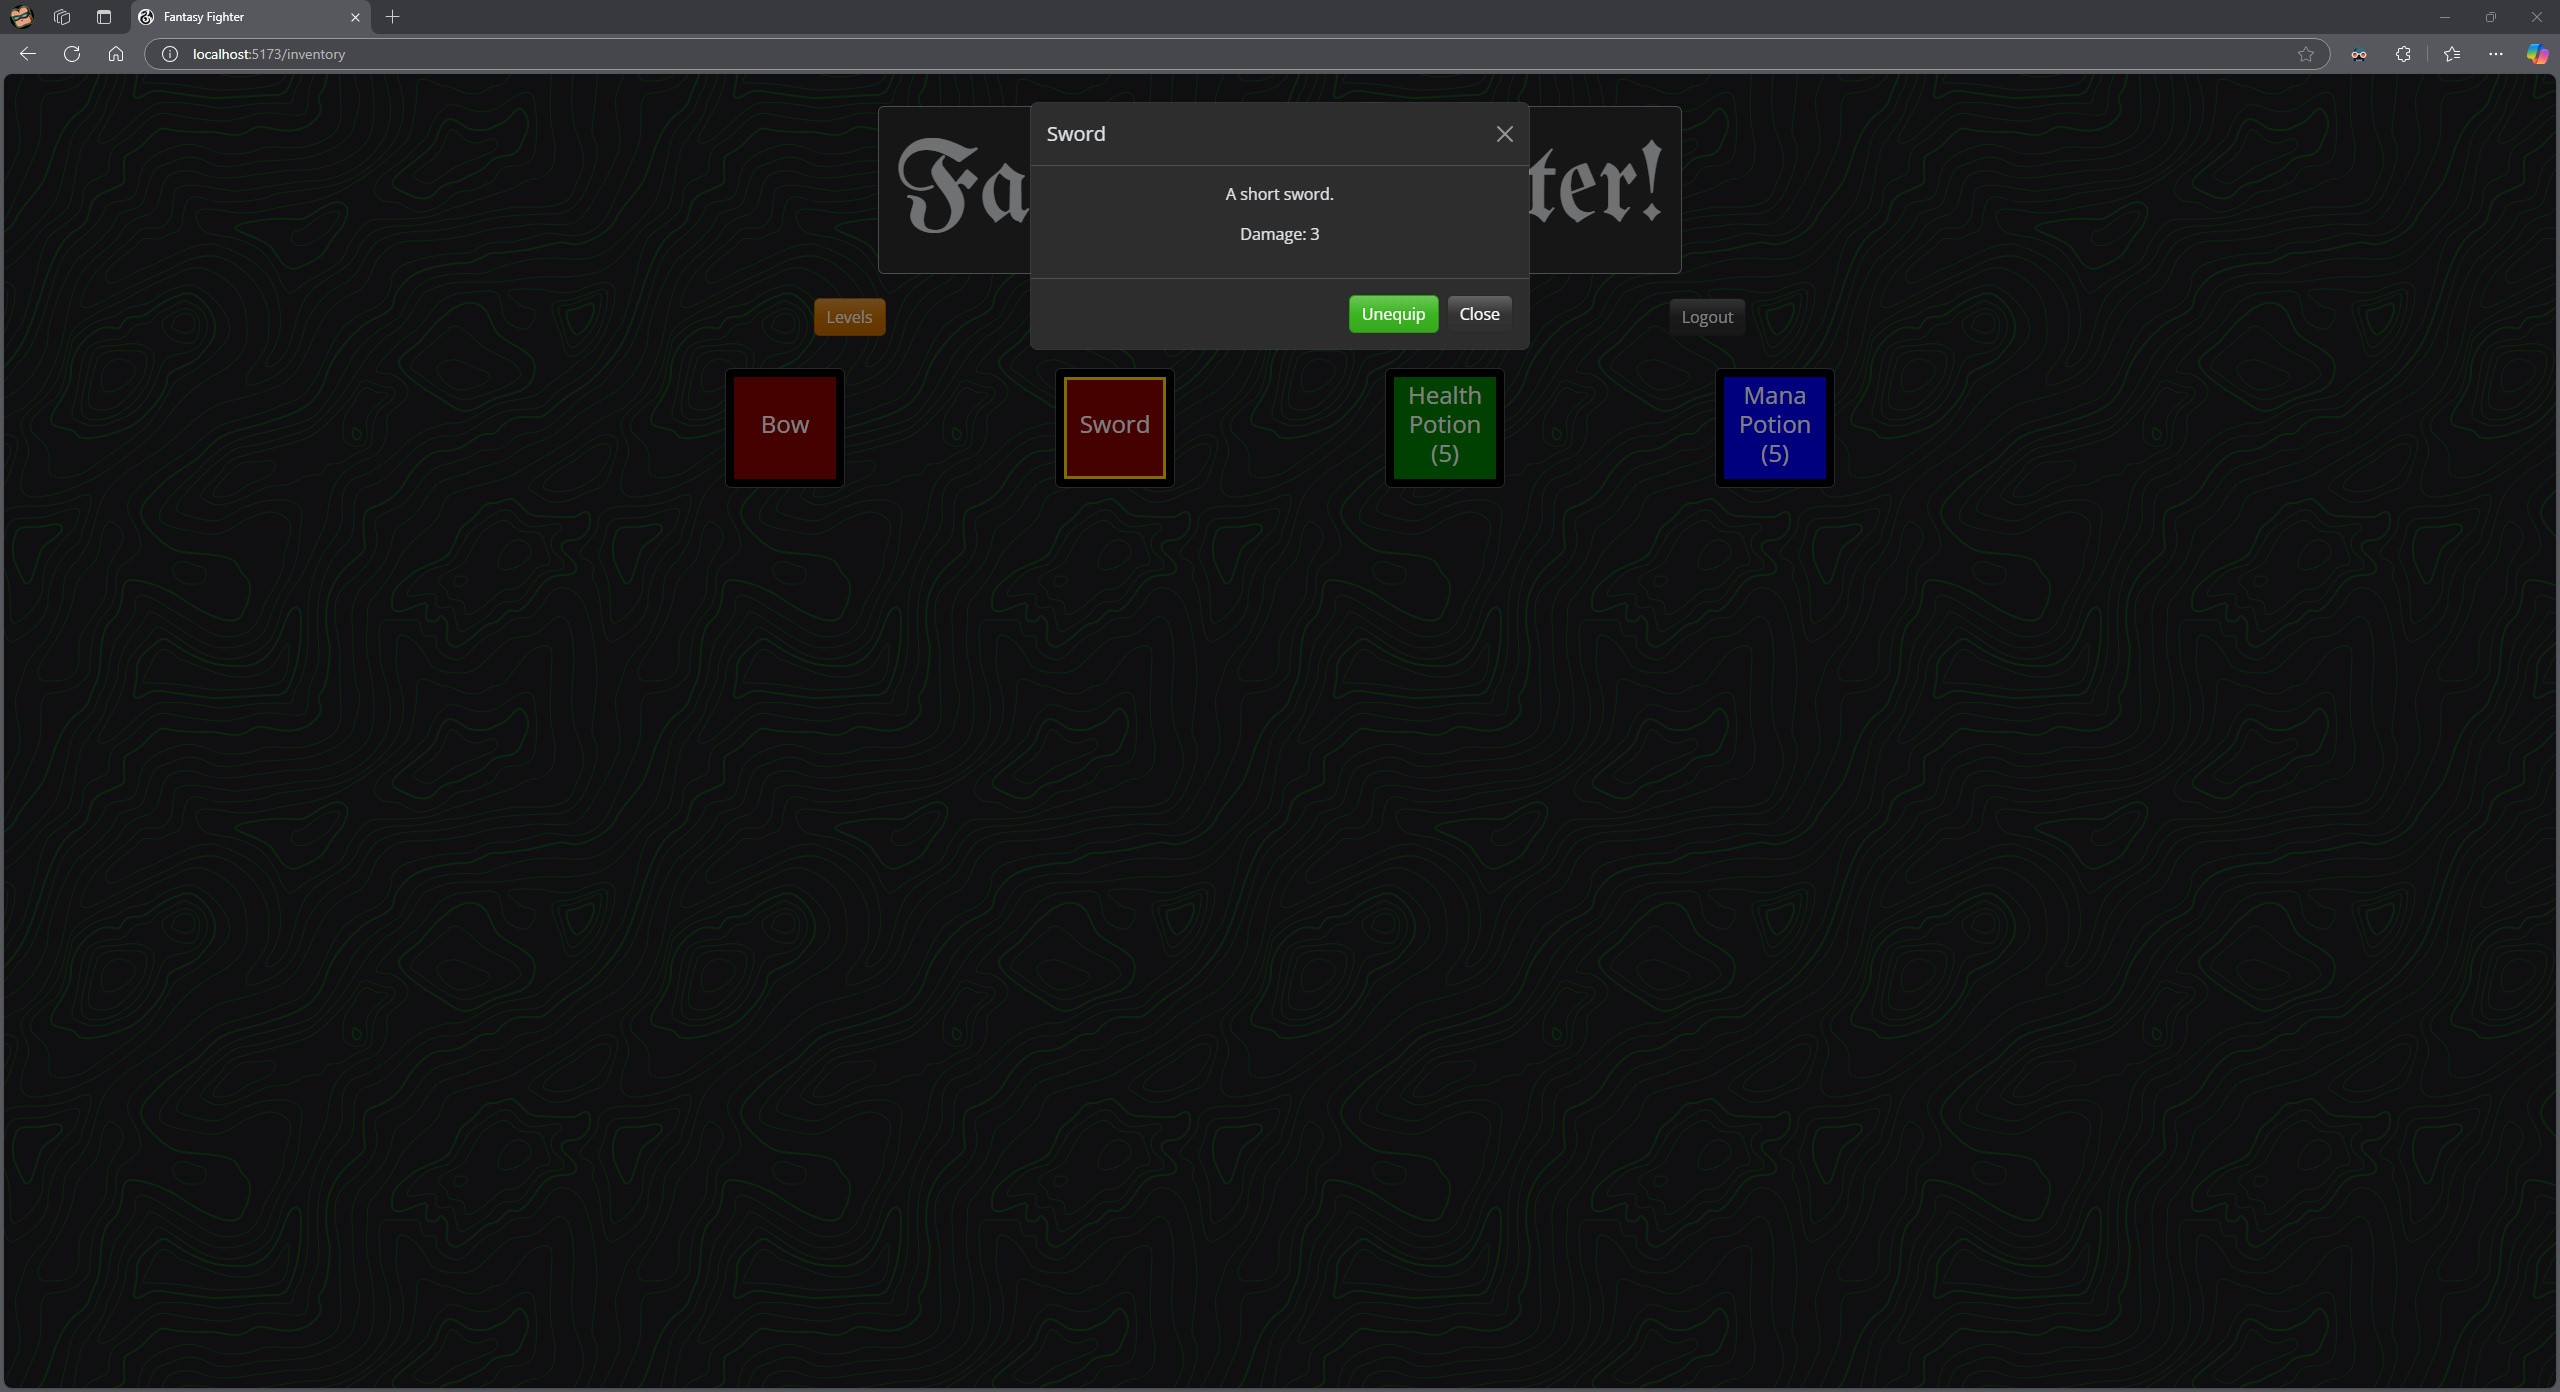 Fantasy Fighter
localhost:5173/inventory
Sword
Fa
ter!
A short sword.
Damage: 3
Unequip
Close
Levels
Logout
Bow
Sword
Health
Potion
(5)
Mana
Potion
(5)